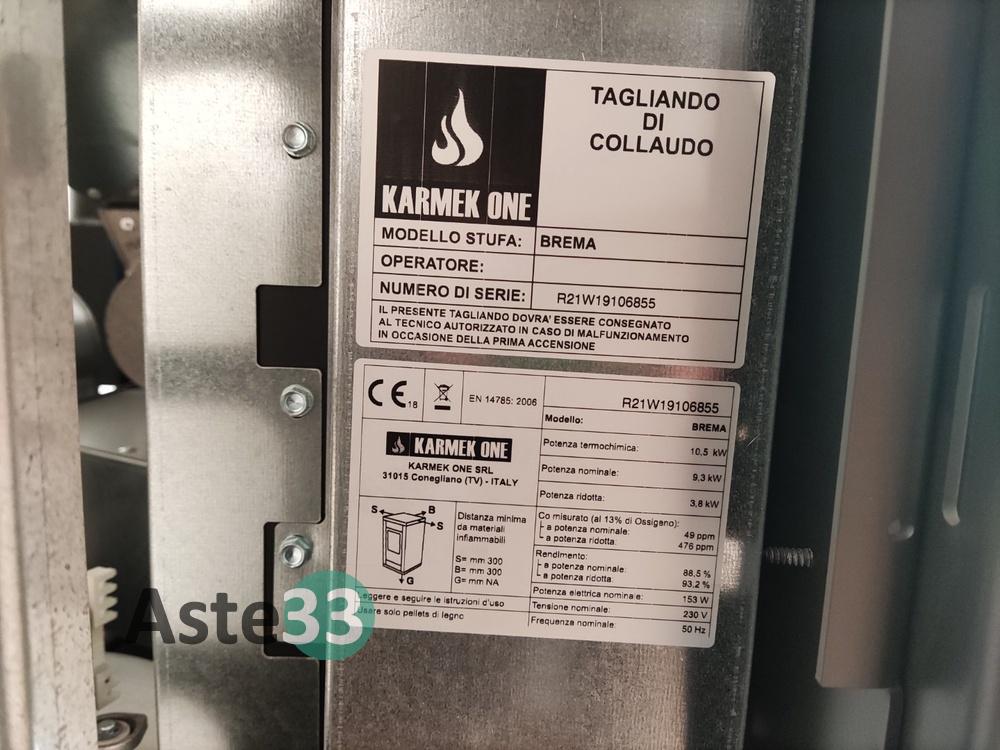 KARMEK ONE
TAGLIANDO
DI
COLLAUDO
MODELLO STUFA: BREMA
OPERATORE:
NUMERO DI SERIE: R21W19106855
IL PRESENTE TAGLIANDO DOVRA' ESSERE CONSEGNATO
AL TECNICO AUTORIZZATO IN CASO DI MALFUNZIONAMENTO
IN OCCASIONE DELLA PRIMA ACCENSIONE
CE 18
EN 14785: 2006
KARMEK ONE
KARMEK ONE SRL
31015 Conegliano (TV) - ITALY
S B
S
G
Distanza minima
da materiali
infiammabili
S= mm 300
B= mm 300
G= mm NA
Leggere e seguire le istruzioni d'uso
Usare solo pellets di legno
R21W19106855
Modello: BREMA
Potenza termochimica: 10,5 kW
Potenza nominale: 9,3 kW
Potenza ridotta: 3,8 kW
Co misurato (al 13% di Ossigeno):
a potenza nominale: 49 ppm
a potenza ridotta: 476 ppm
Rendimento:
a potenza nominale: 88,5 %
a potenza ridotta: 93,2 %
Potenza elettrica nominale: 153 W
Tensione nominale: 230 V
Frequenza nominale: 50 Hz
Aste33